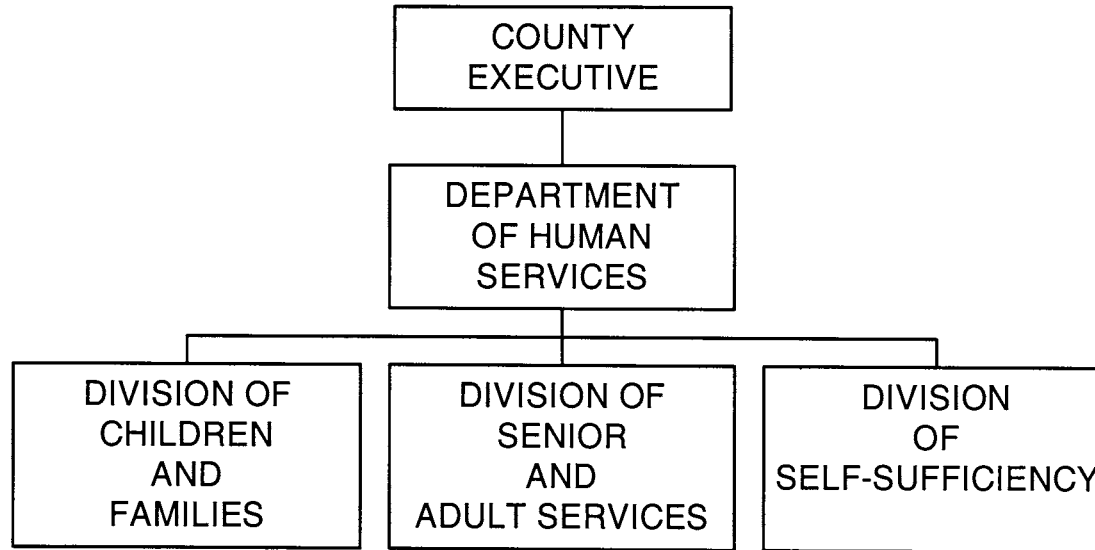 COUNTY
EXECUTIVE
DEPARTMENT
OF HUMAN
SERVICES
DIVISION OF
CHILDREN
AND
FAMILIES
DIVISION OF
SENIOR
AND
ADULT SERVICES
DIVISION
OF
SELF-SUFFICIENCY